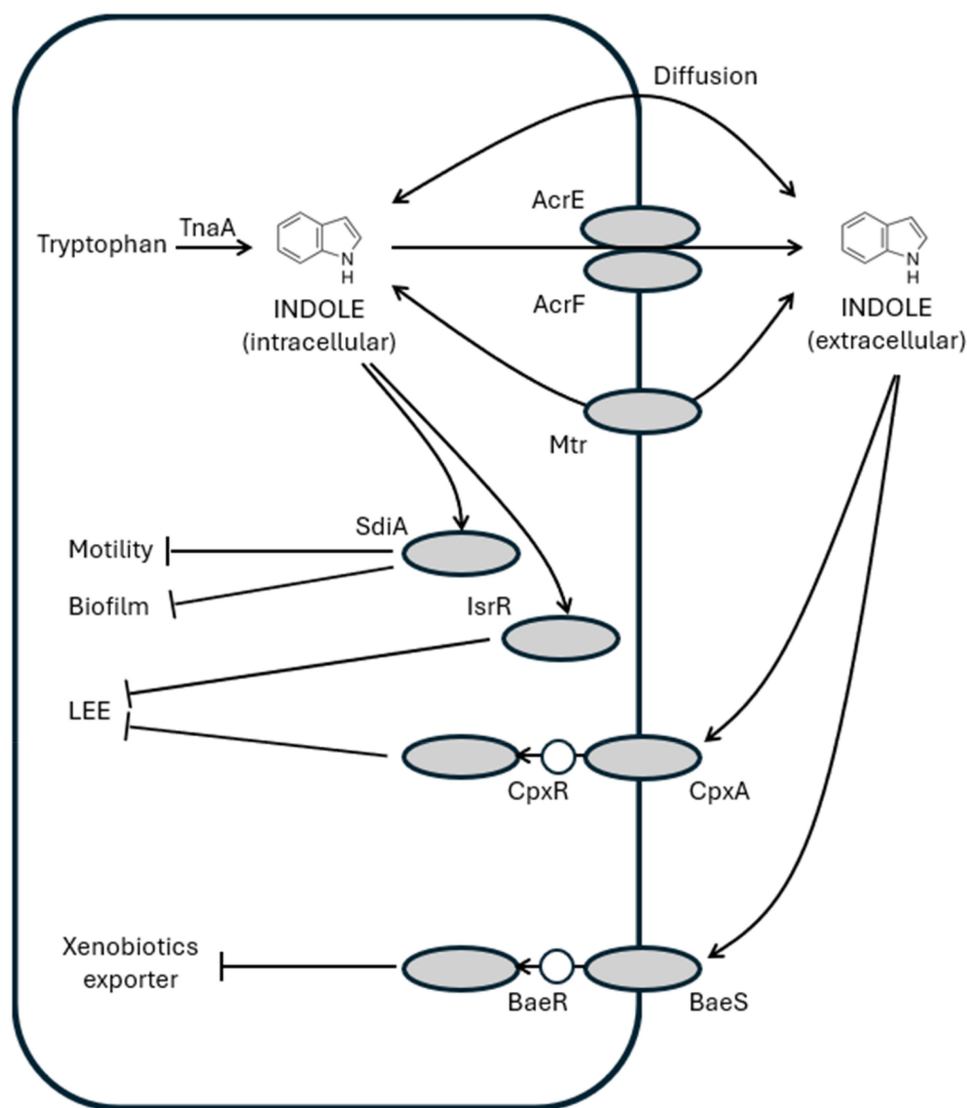 Diffusion
AcrE
TnaA
Tryptophan
N
H
N
H
AcrF
INDOLE
(intracellular)
INDOLE
(extracellular)
Mtr
SdiA
Motility
Biofilm
IsrR
LEE
CpxR
CpxA
Xenobiotics
exporter
BaeR
BaeS